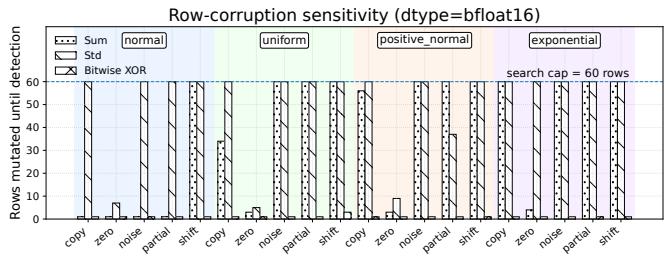 Row-corruption sensitivity (dtype=bfloat16)
Rows mutated until detection
Sum
Std
Bitwise XOR
normal
uniform
positive_normal
exponential
search cap = 60 rows
60
50
40
30
20
10
0
copy
zero
noise
partial
shift
copy
zero
noise
partial
shift
copy
zero
noise
partial
shift
copy
zero
noise
partial
shift